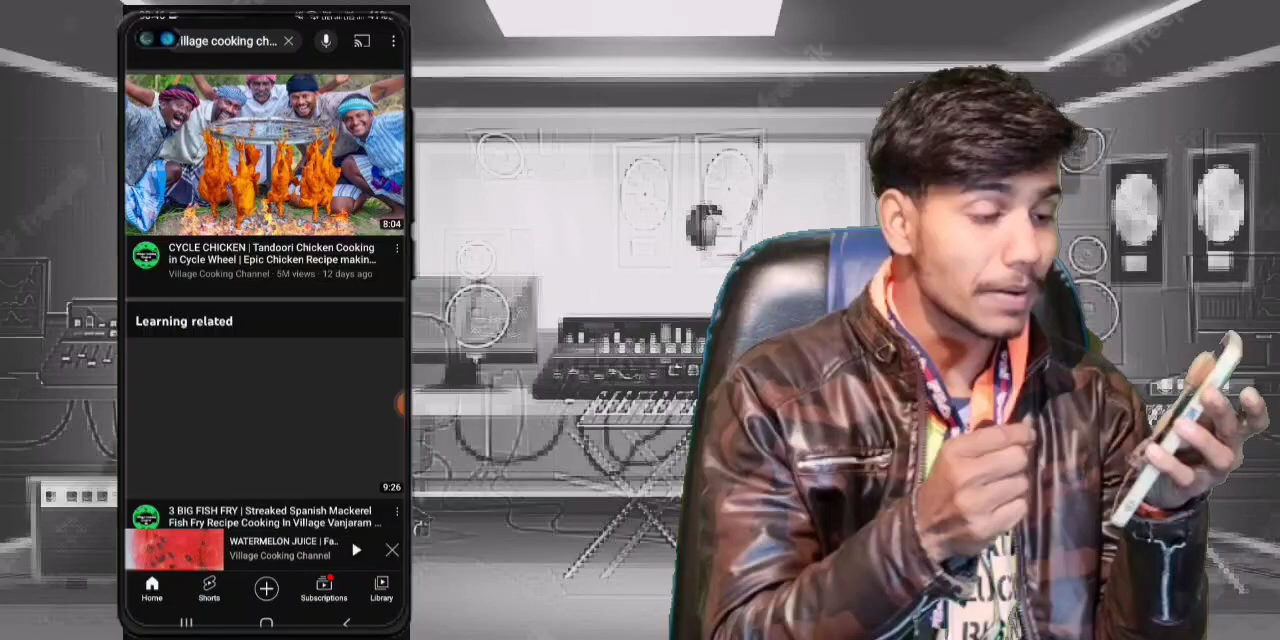 illage cooking ch...
8:04
CYCLE CHICKEN | Tandoori Chicken Cooking
in Cycle Wheel | Epic Chicken Recipe makin...
Village Cooking Channel · 5M views · 12 days ago
Learning related
9:26
3 BIG FISH FRY | Streaked Spanish Mackerel
Fish Fry Recipe Cooking In Village Vanjaram ...
WATERMELON JUICE | Fa..
Village Cooking Channel
Home
Shorts
Subscriptions
Library